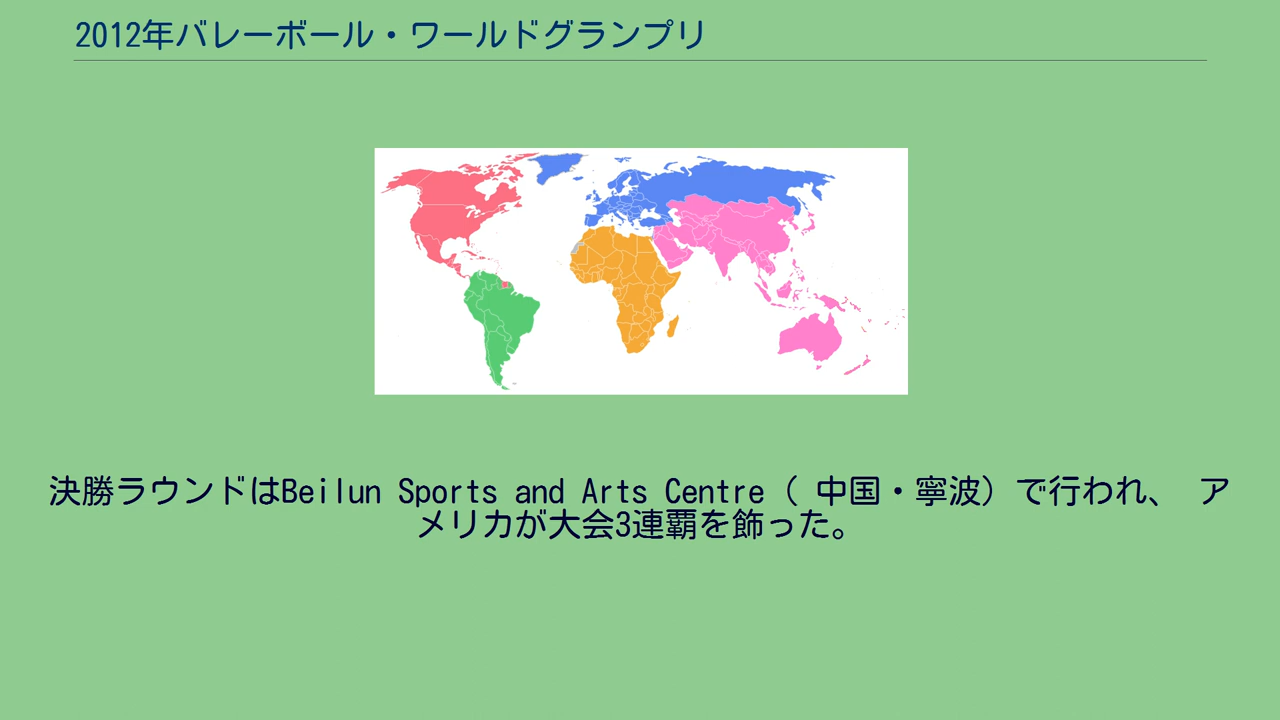 2012年バレーボール・ワールドグランプリ
決勝ラウンドはBeilun Sports and Arts Centre（ 中国・寧波）で行われ、 ア
メリカが大会3連覇を飾った。